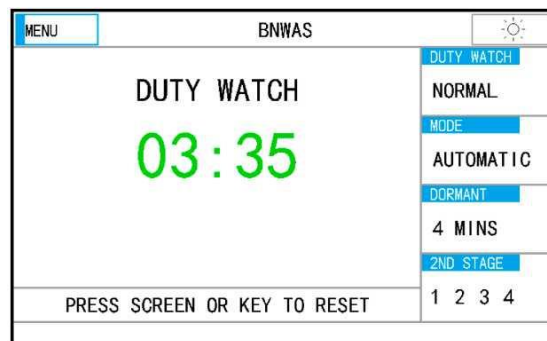 MENU
BNWAS
DUTY WATCH
03:35
PRESS SCREEN OR KEY TO RESET
DUTY WATCH
NORMAL
MODE
AUTOMATIC
DORMANT
4 MINS
2ND STAGE
1 2 3 4